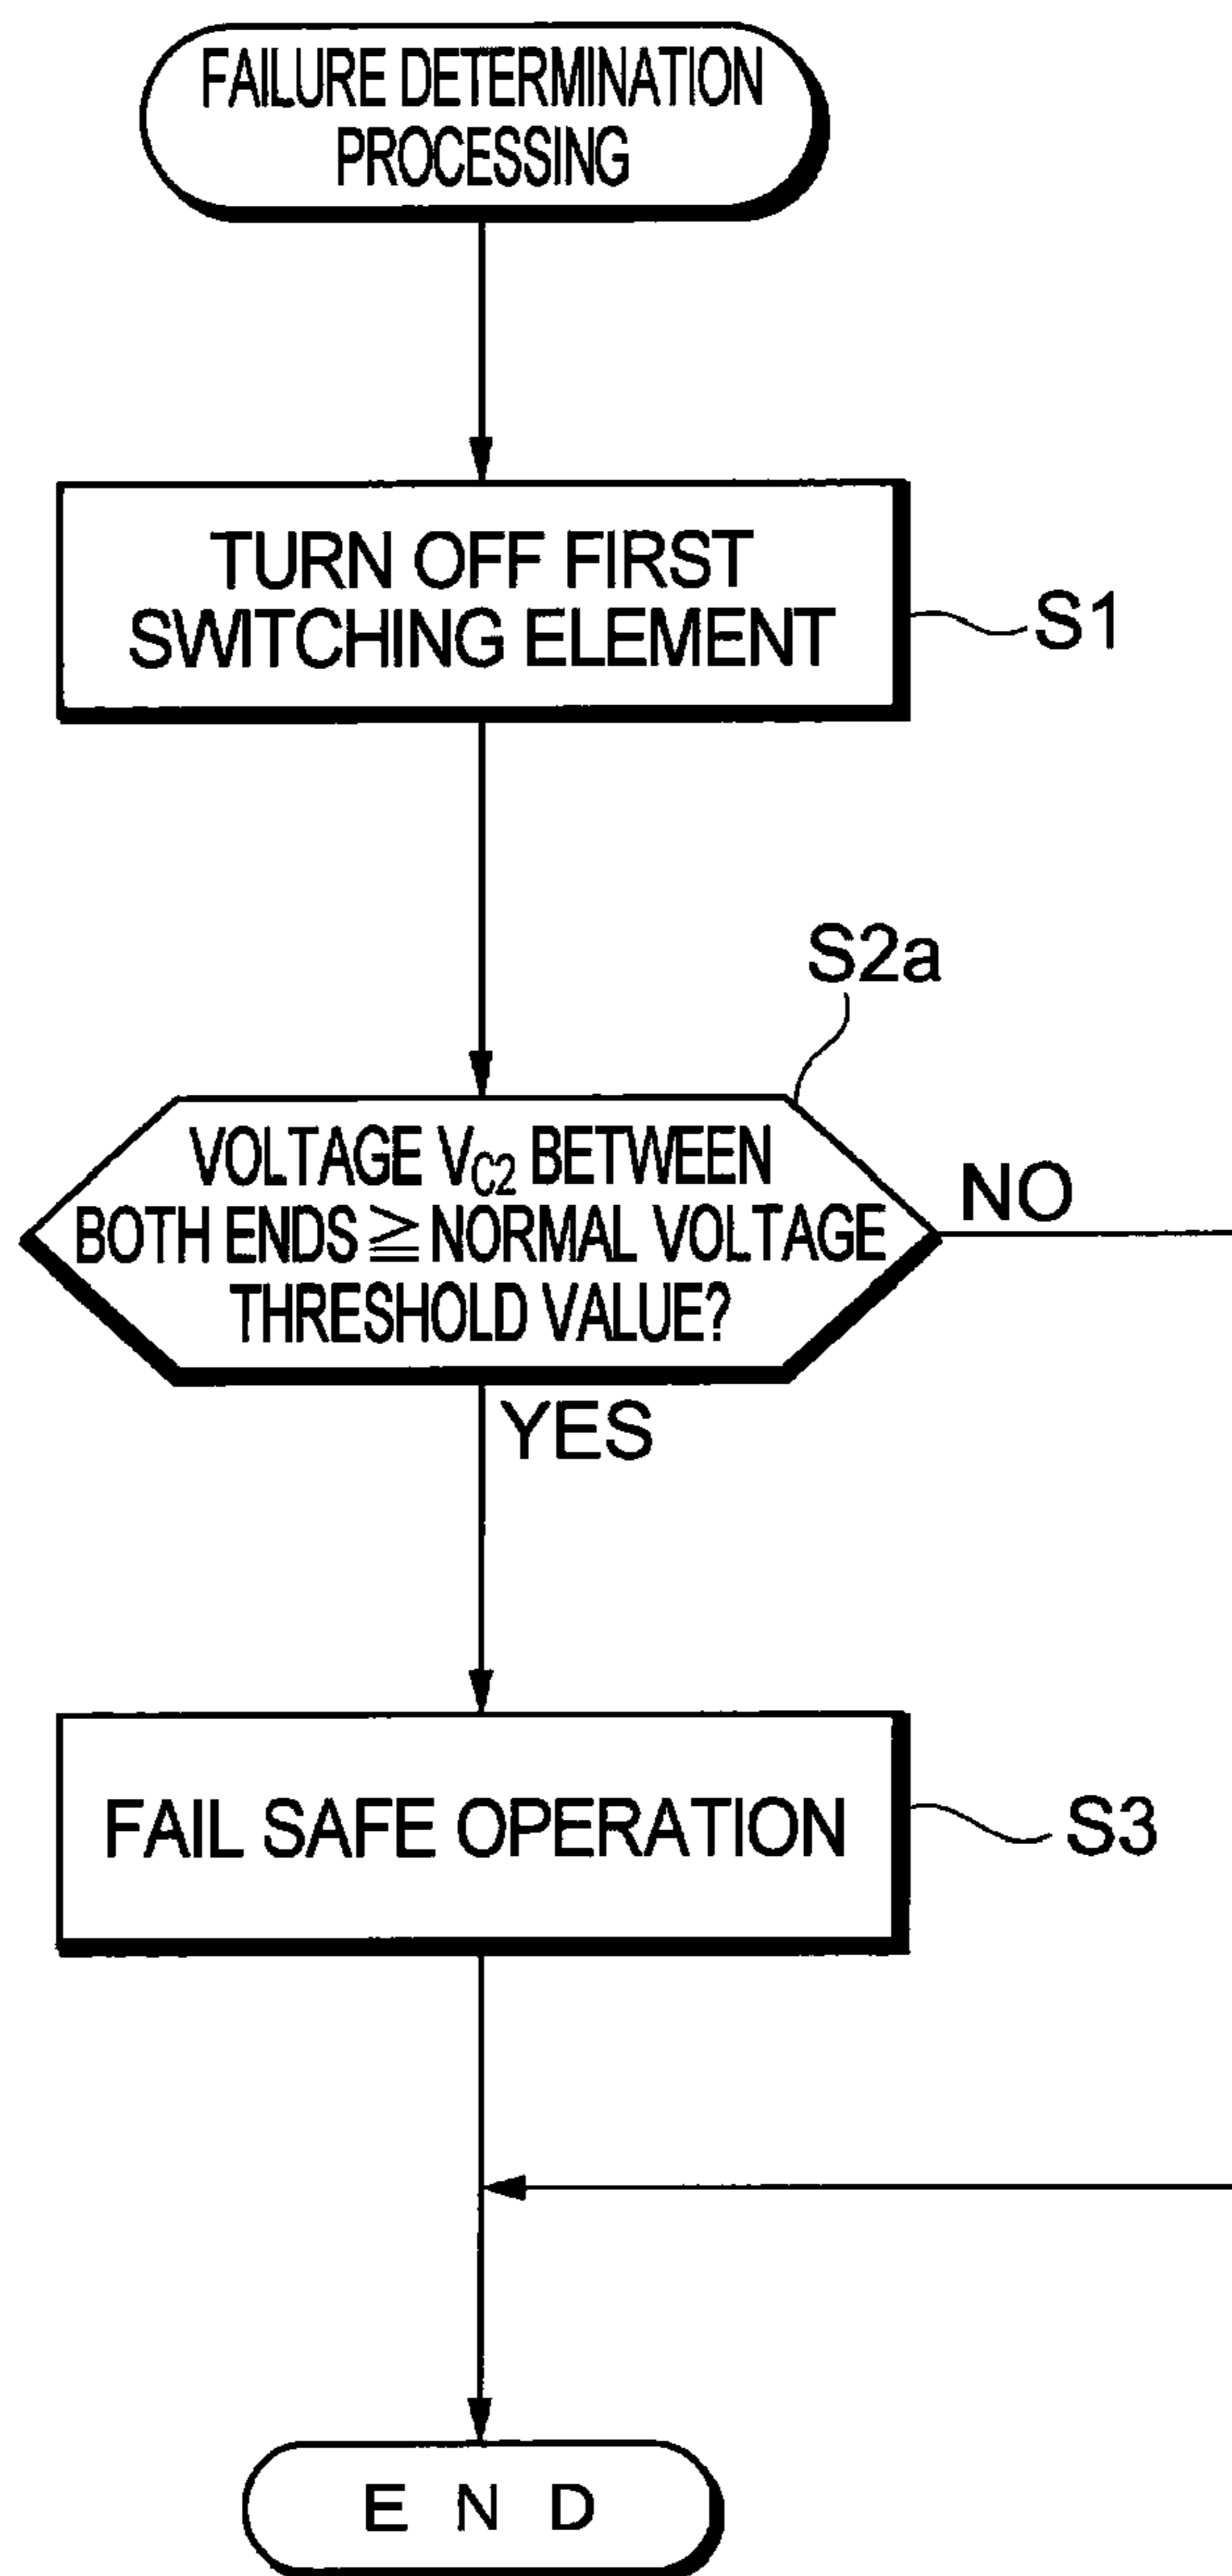 FAILURE DETERMINATION
PROCESSING
TURN OFF FIRST
SWITCHING ELEMENT
S1
S2a
VOLTAGE VC2 BETWEEN
BOTH ENDS ≧ NORMAL VOLTAGE
THRESHOLD VALUE?
NO
YES
FAIL SAFE OPERATION
S3
E N D